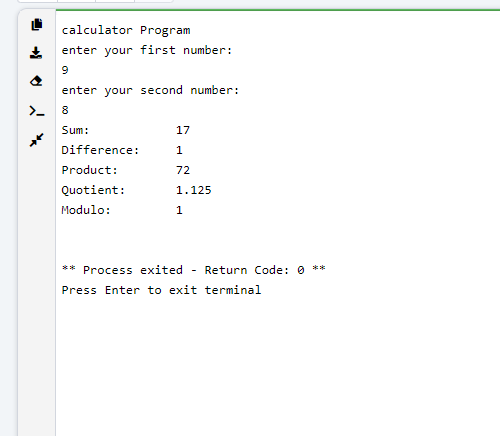 calculator Program
enter your first number:
9
enter your second number:
8
Sum: 17
Difference: 1
Product: 72
Quotient: 1.125
Modulo: 1
** Process exited - Return Code: 0 **
Press Enter to exit terminal